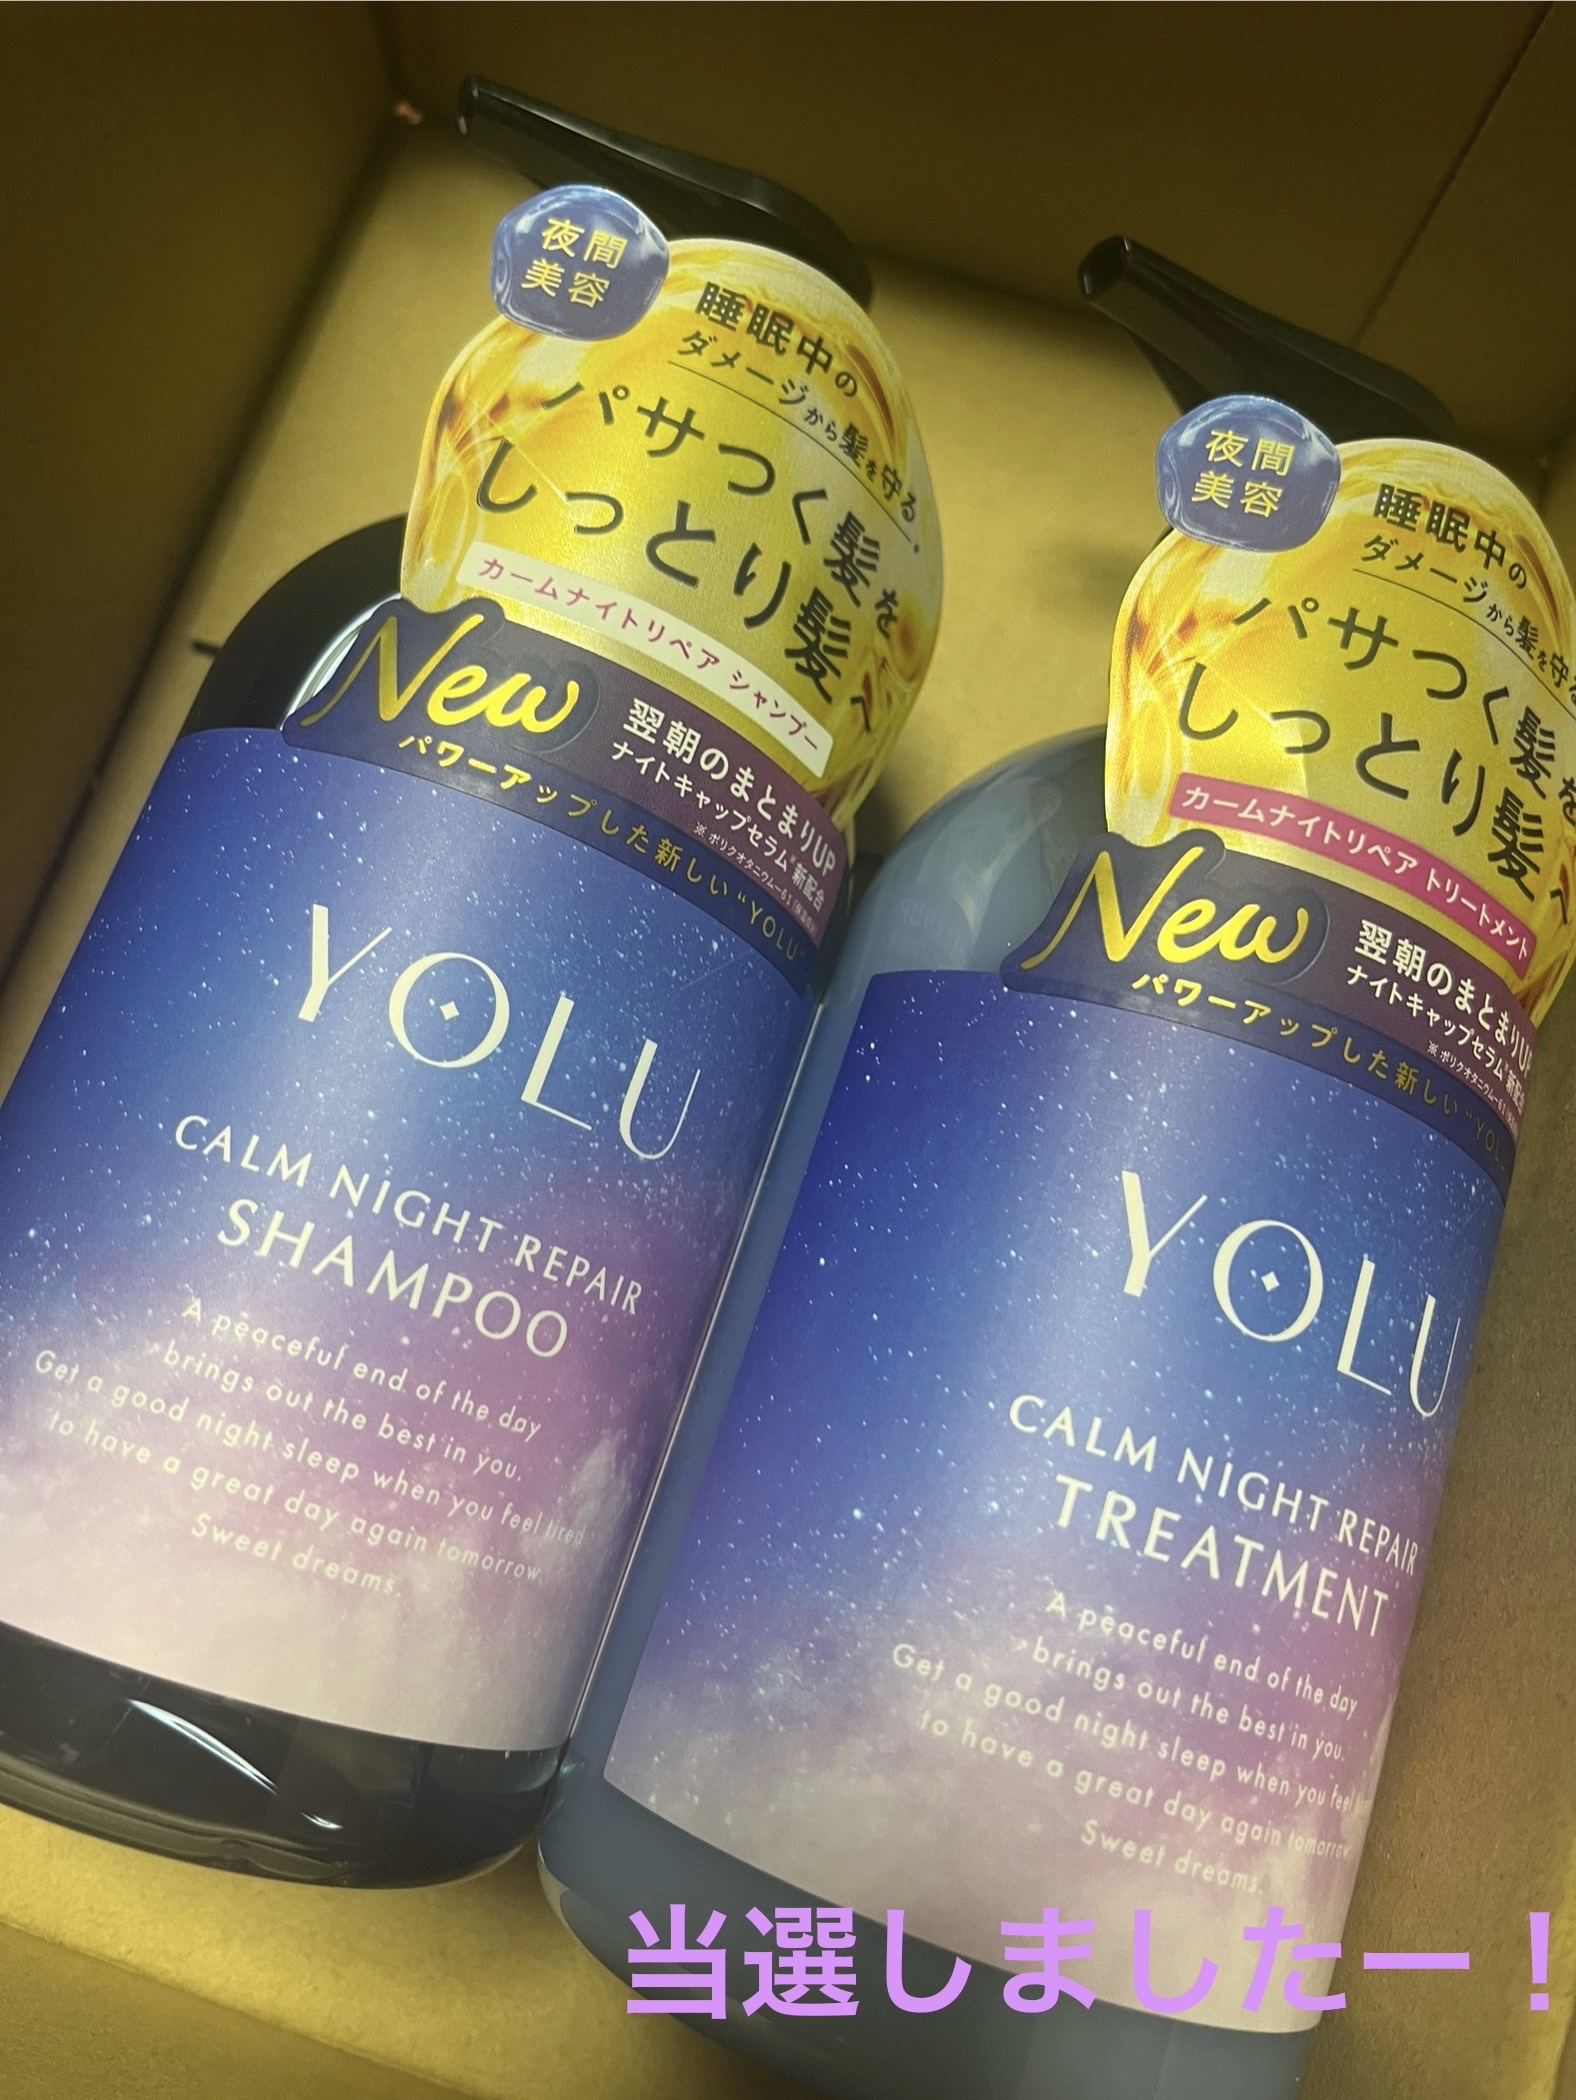 夜間
美容
睡眠中の
ダメージから髪を守る。
パサつく髪を
しっとり髪へ
カームナイトリペア シャンプー
New
翌朝のまとまりUP
ナイトキャップセラム※新配合
パワーアップした新しい“YOLU”
YOLU
CALM NIGHT REPAIR
SHAMPOO
A peaceful end of the day
brings out the best in you.
Get a good night sleep when you feel tired
to have a great day again tomorrow.
Sweet dreams.
夜間
美容
睡眠中の
ダメージから髪を守る
パサつく髪を
しっとり髪へ
カームナイトリペア トリートメント
New
翌朝のまとまりUP
ナイトキャップセラム※新配合
パワーアップした新しい“YOL
YOLU
CALM NIGHT REPAIR
TREATMENT
A peaceful end of the day
brings out the best in you.
Get a good night sleep when you feel
to have a great day again tomorrow
Sweet dreams.
当選しましたー！